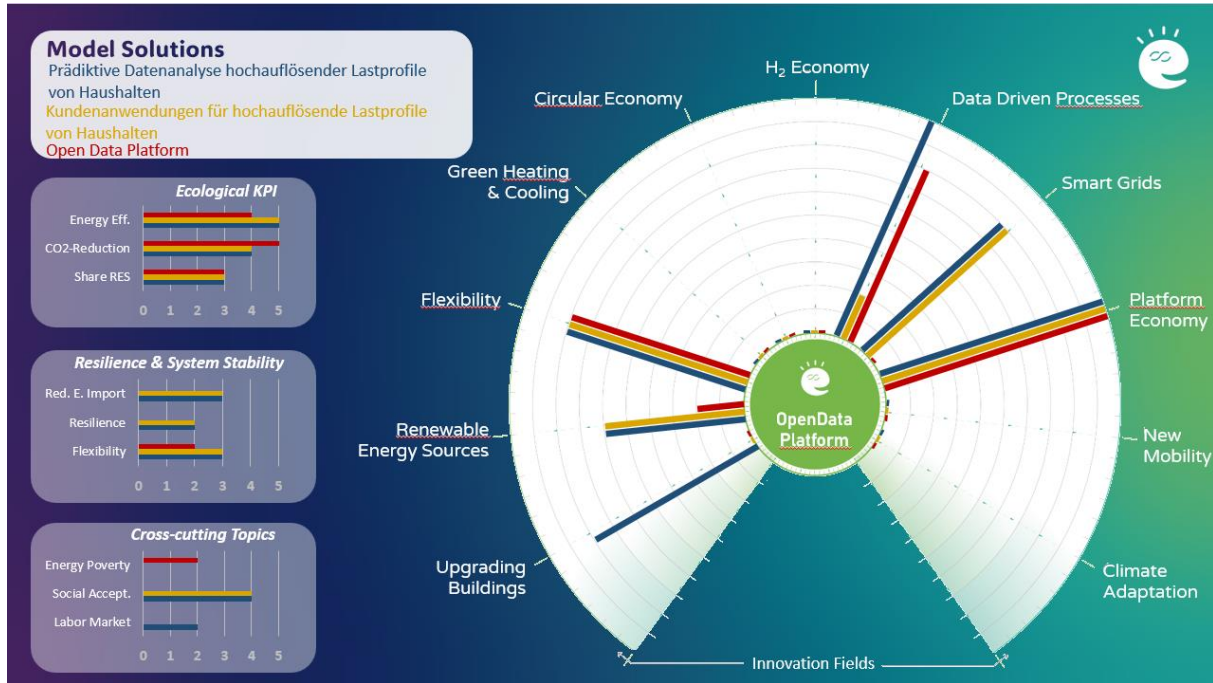 Model Solutions
Prädiktive Datenanalyse hochauflösender Lastprofile
von Haushalten
Kundenanwendungen für hochauflösende Lastprofile
von Haushalten
Open Data Platform
Ecological KPI
Energy Eff.
CO2-Reduction
Share RES
0 1 2 3 4 5
Resilience & System Stability
Red. E. Import
Resilience
Flexibility
0 1 2 3 4 5
Cross-cutting Topics
Energy Poverty
Social Accept.
Labor Market
0 1 2 3 4 5
H₂ Economy
Circular Economy
Data Driven Processes
Green Heating
& Cooling
Smart Grids
Flexibility
Platform
Economy
OpenData
Platform
Renewable
Energy Sources
New
Mobility
Upgrading
Buildings
Climate
Adaptation
Innovation Fields